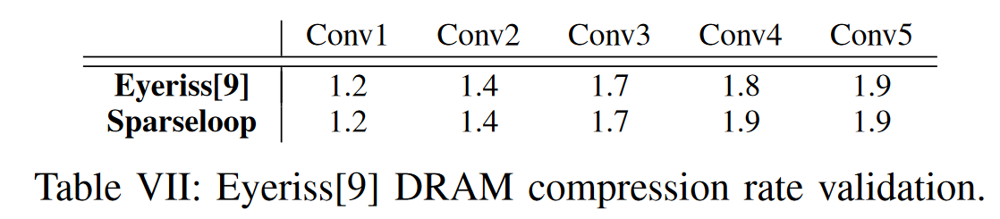 Conv1 Conv2 Conv3 Conv4 Conv5
Eyeriss[9] 1.2 1.4 1.7 1.8 1.9
Sparseloop 1.2 1.4 1.7 1.9 1.9
Table VII: Eyeriss[9] DRAM compression rate validation.